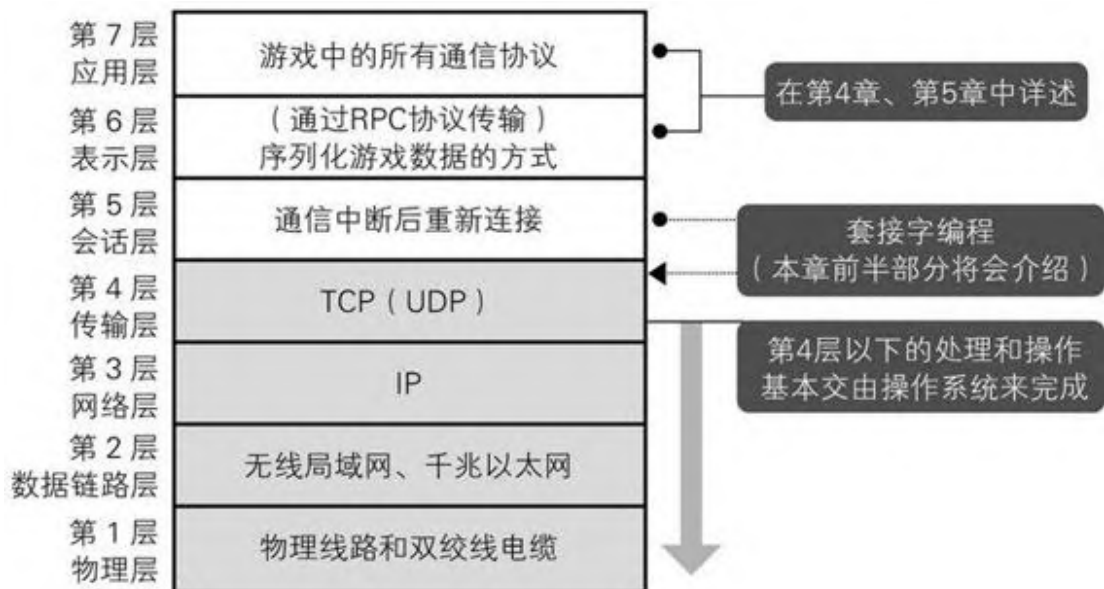 第 7 层
应用层
游戏中的所有通信协议
在第4章、第5章中详述
第 6 层
表示层
（通过RPC协议传输）
序列化游戏数据的方式
第 5 层
会话层
通信中断后重新连接
套接字编程
（本章前半部分将会介绍）
第 4 层
传输层
TCP（UDP）
第4层以下的处理和操作
基本交由操作系统来完成
第 3 层
网络层
IP
第 2 层
数据链路层
无线局域网、千兆以太网
第 1 层
物理层
物理线路和双绞线电缆